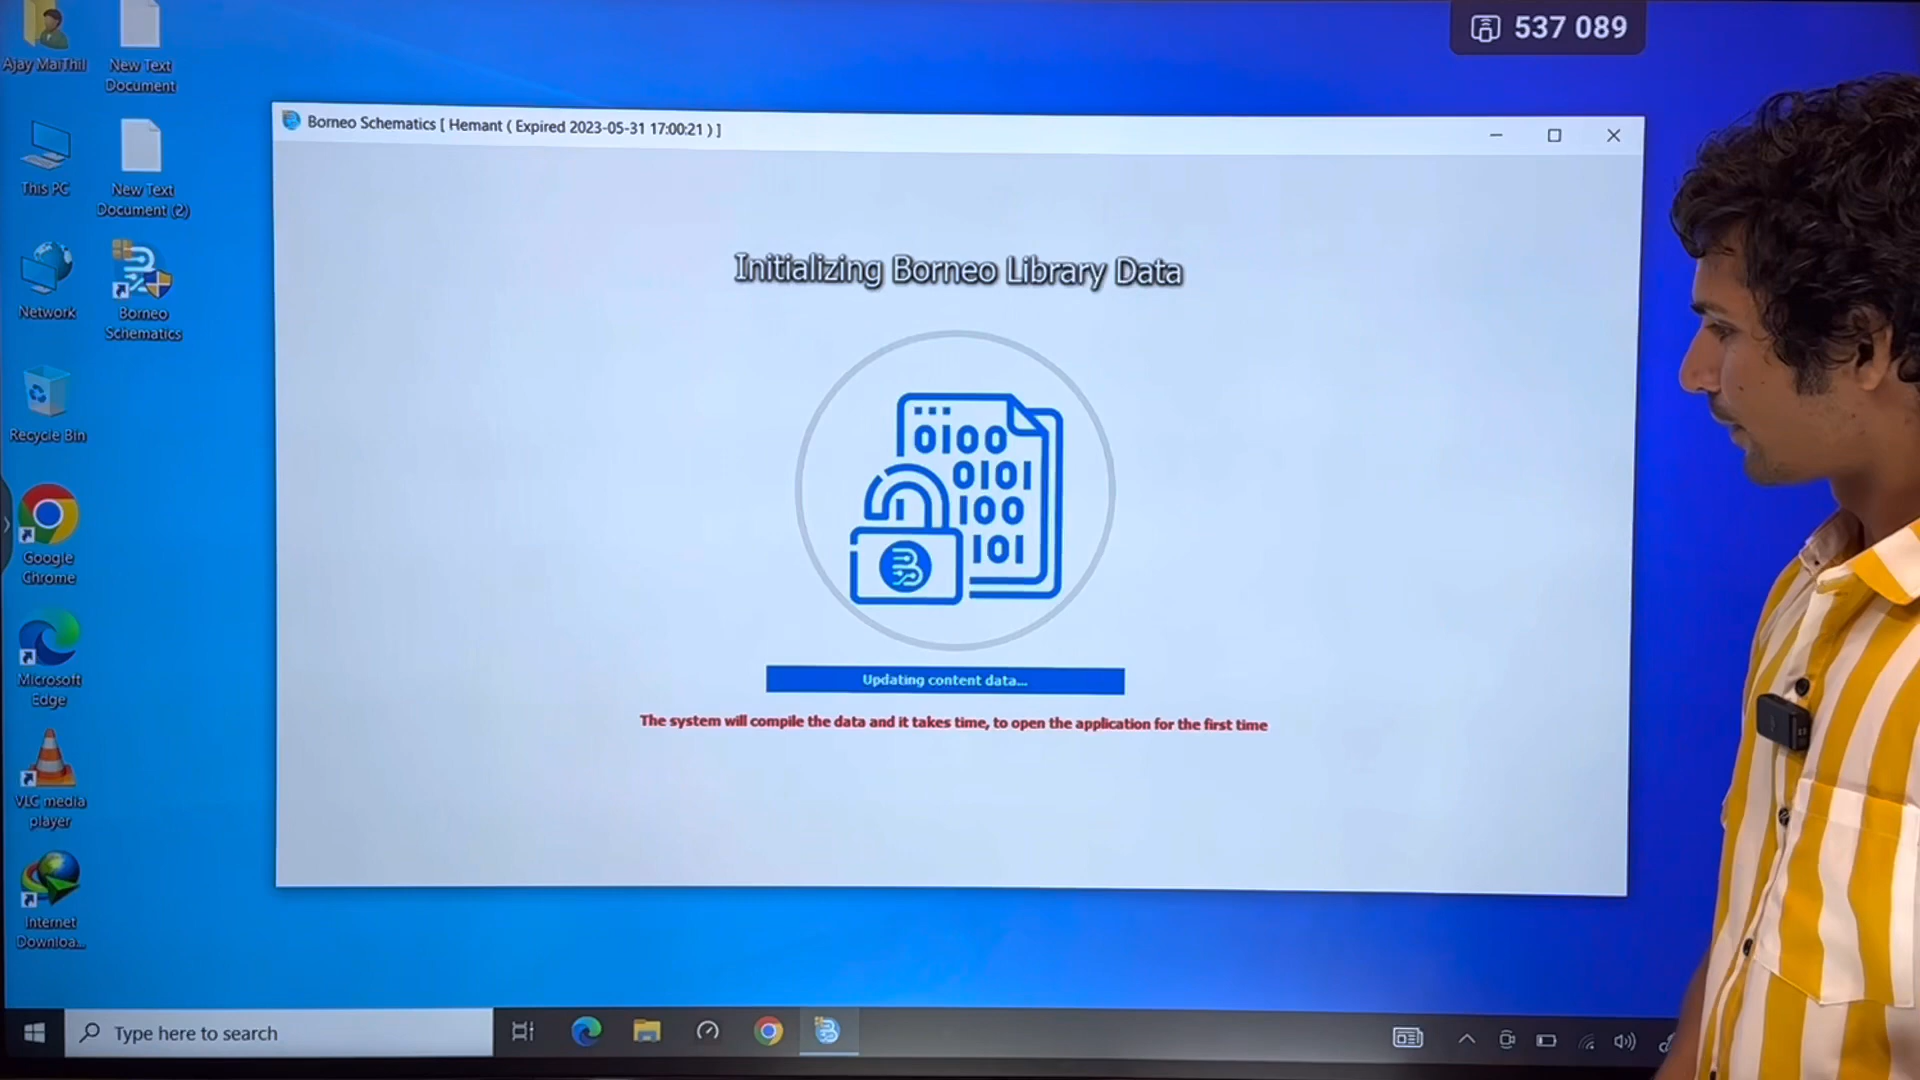 537 089
Ajay MaiThil
New Text
Document
This PC
New Text
Document (2)
Network
Borneo
Schematics
Recycle Bin
Google
Chrome
Microsoft
Edge
VLC media
player
Internet
Downloa...
Borneo Schematics [ Hemant ( Expired 2023-05-31 17:00:21 ) ]
Initializing Borneo Library Data
0100
0101
100
101
Updating content data...
The system will compile the data and it takes time, to open the application for the first time
Type here to search